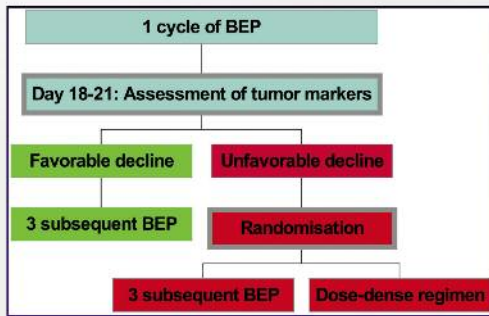 1 cycle of BEP
Day 18-21: Assessment of tumor markers
Favorable decline
Unfavorable decline
3 subsequent BEP
Randomisation
3 subsequent BEP
Dose-dense regimen